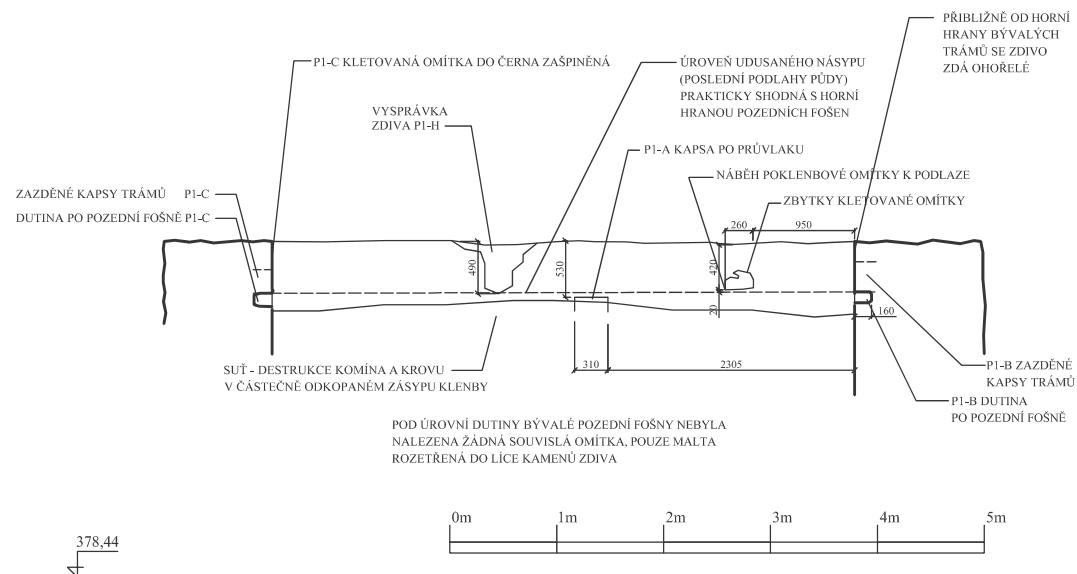 PŘIBLIŽNĚ OD HORNÍ
HRANY BÝVALÝCH
TRÁMŮ SE ZDIVO
ZDÁ OHOŘELÉ
P1-C KLETOVANÁ OMÍTKA DO ČERNA ZAŠPINĚNÁ
ÚROVEŇ UDUSANÉHO NÁSYPU
(POSLEDNÍ PODLAHY PŮDY)
PRAKTICKY SHODNÁ S HORNÍ
HRANOU POZEDNÍCH FOŠEN
VYSPRÁVKA
ZDIVA P1-H
P1-A KAPSA PO PRŮVLAKU
NÁBĚH POKLENBOVÉ OMÍTKY K PODLAZE
ZAZDĚNÉ KAPSY TRÁMŮ P1-C
ZBYTKY KLETOVANÉ OMÍTKY
DUTINA PO POZEDNÍ FOŠNĚ P1-C
260
950
490
530
420
20
160
310
2305
SUŤ - DESTRUKCE KOMÍNA A KROVU
V ČÁSTEČNĚ ODKOPANÉM ZÁSYPU KLENBY
P1-B ZAZDĚNÉ
KAPSY TRÁMŮ
P1-B DUTINA
PO POZEDNÍ FOŠNĚ
POD ÚROVNÍ DUTINY BÝVALÉ POZEDNÍ FOŠNY NEBYLA
NALEZENA ŽÁDNÁ SOUVISLÁ OMÍTKA, POUZE MALTA
ROZETŘENÁ DO LÍCE KAMENŮ ZDIVA
0m 1m 2m 3m 4m 5m
378,44